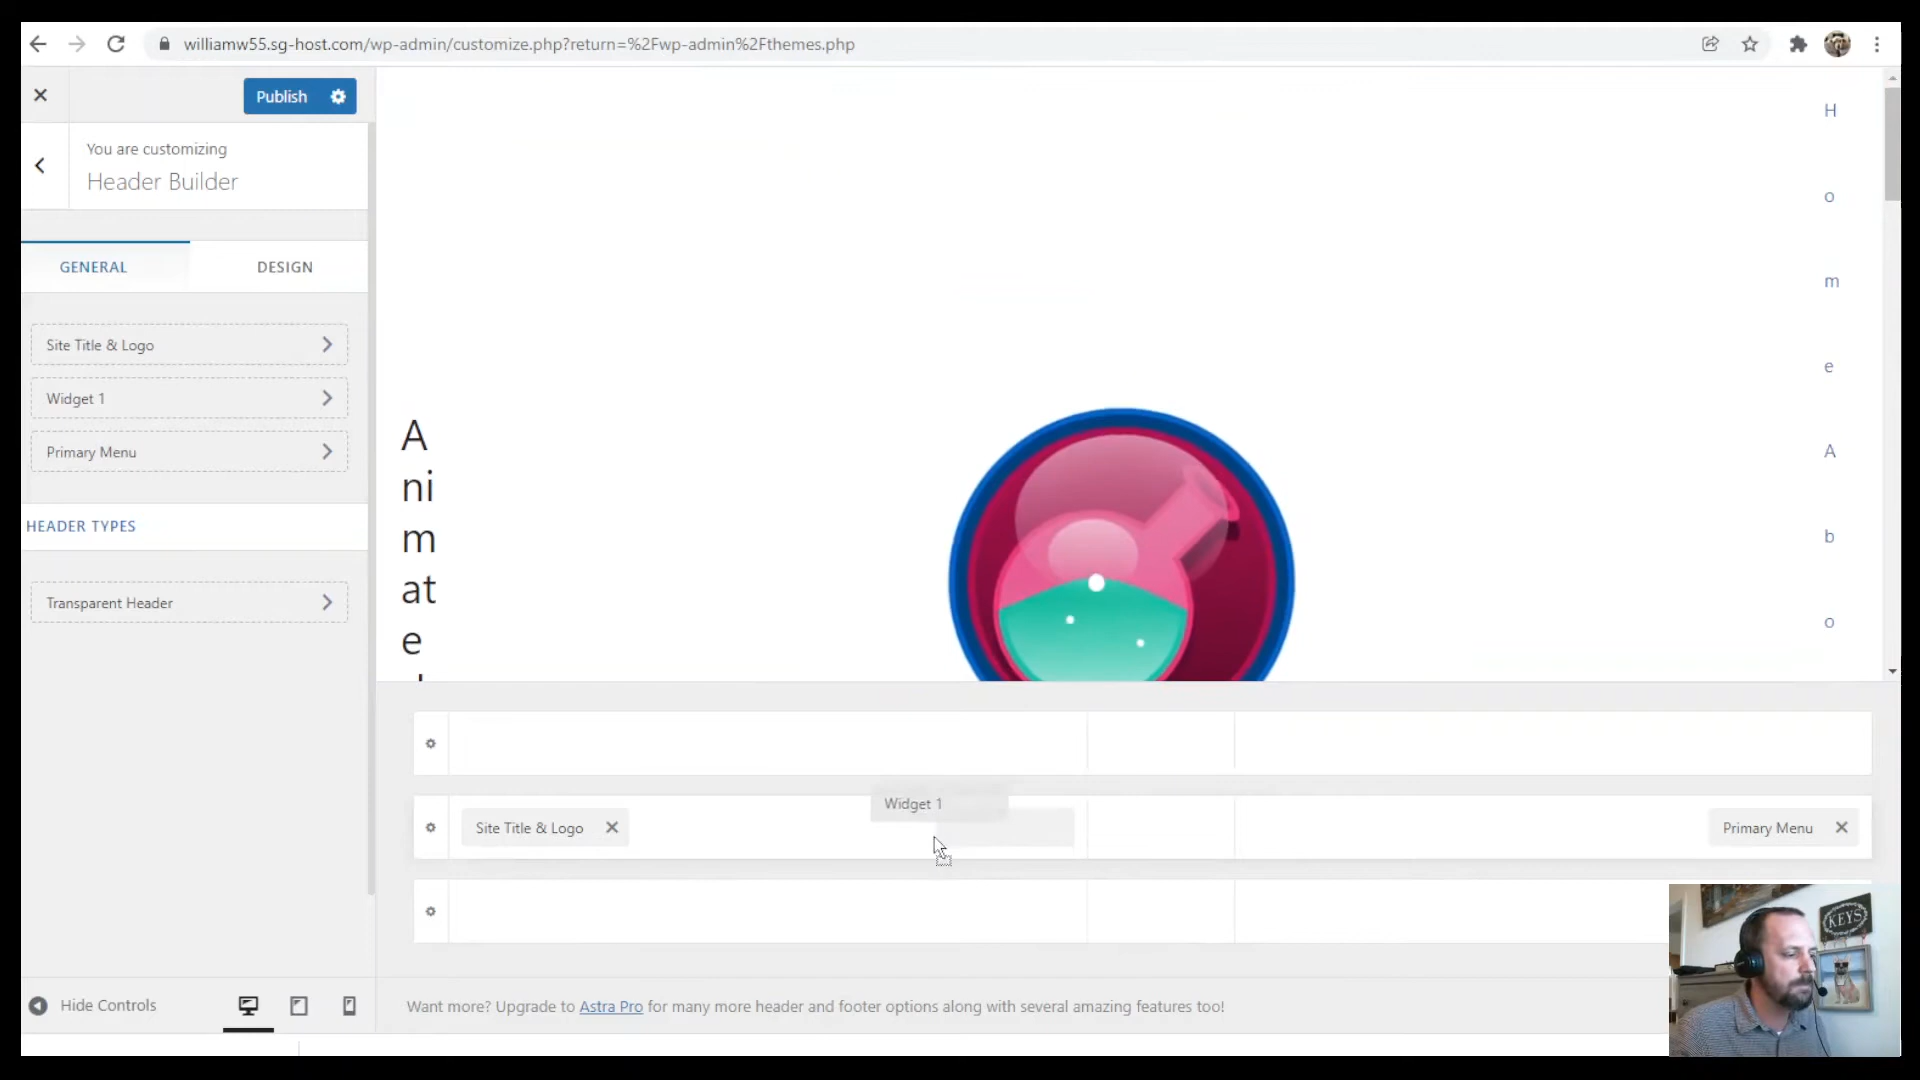 williamw55.sg-host.com/wp-admin/customize.php?return=%2Fwp-admin%2Fthemes.php
Publish
You are customizing
Header Builder
GENERAL
DESIGN
Site Title & Logo
Widget 1
Primary Menu
HEADER TYPES
Transparent Header
Hide Controls
H
o
m
e
A
b
o
A
ni
m
at
e
Widget 1
Site Title & Logo
Primary Menu
KEYS
Want more? Upgrade to Astra Pro for many more header and footer options along with several amazing features too!